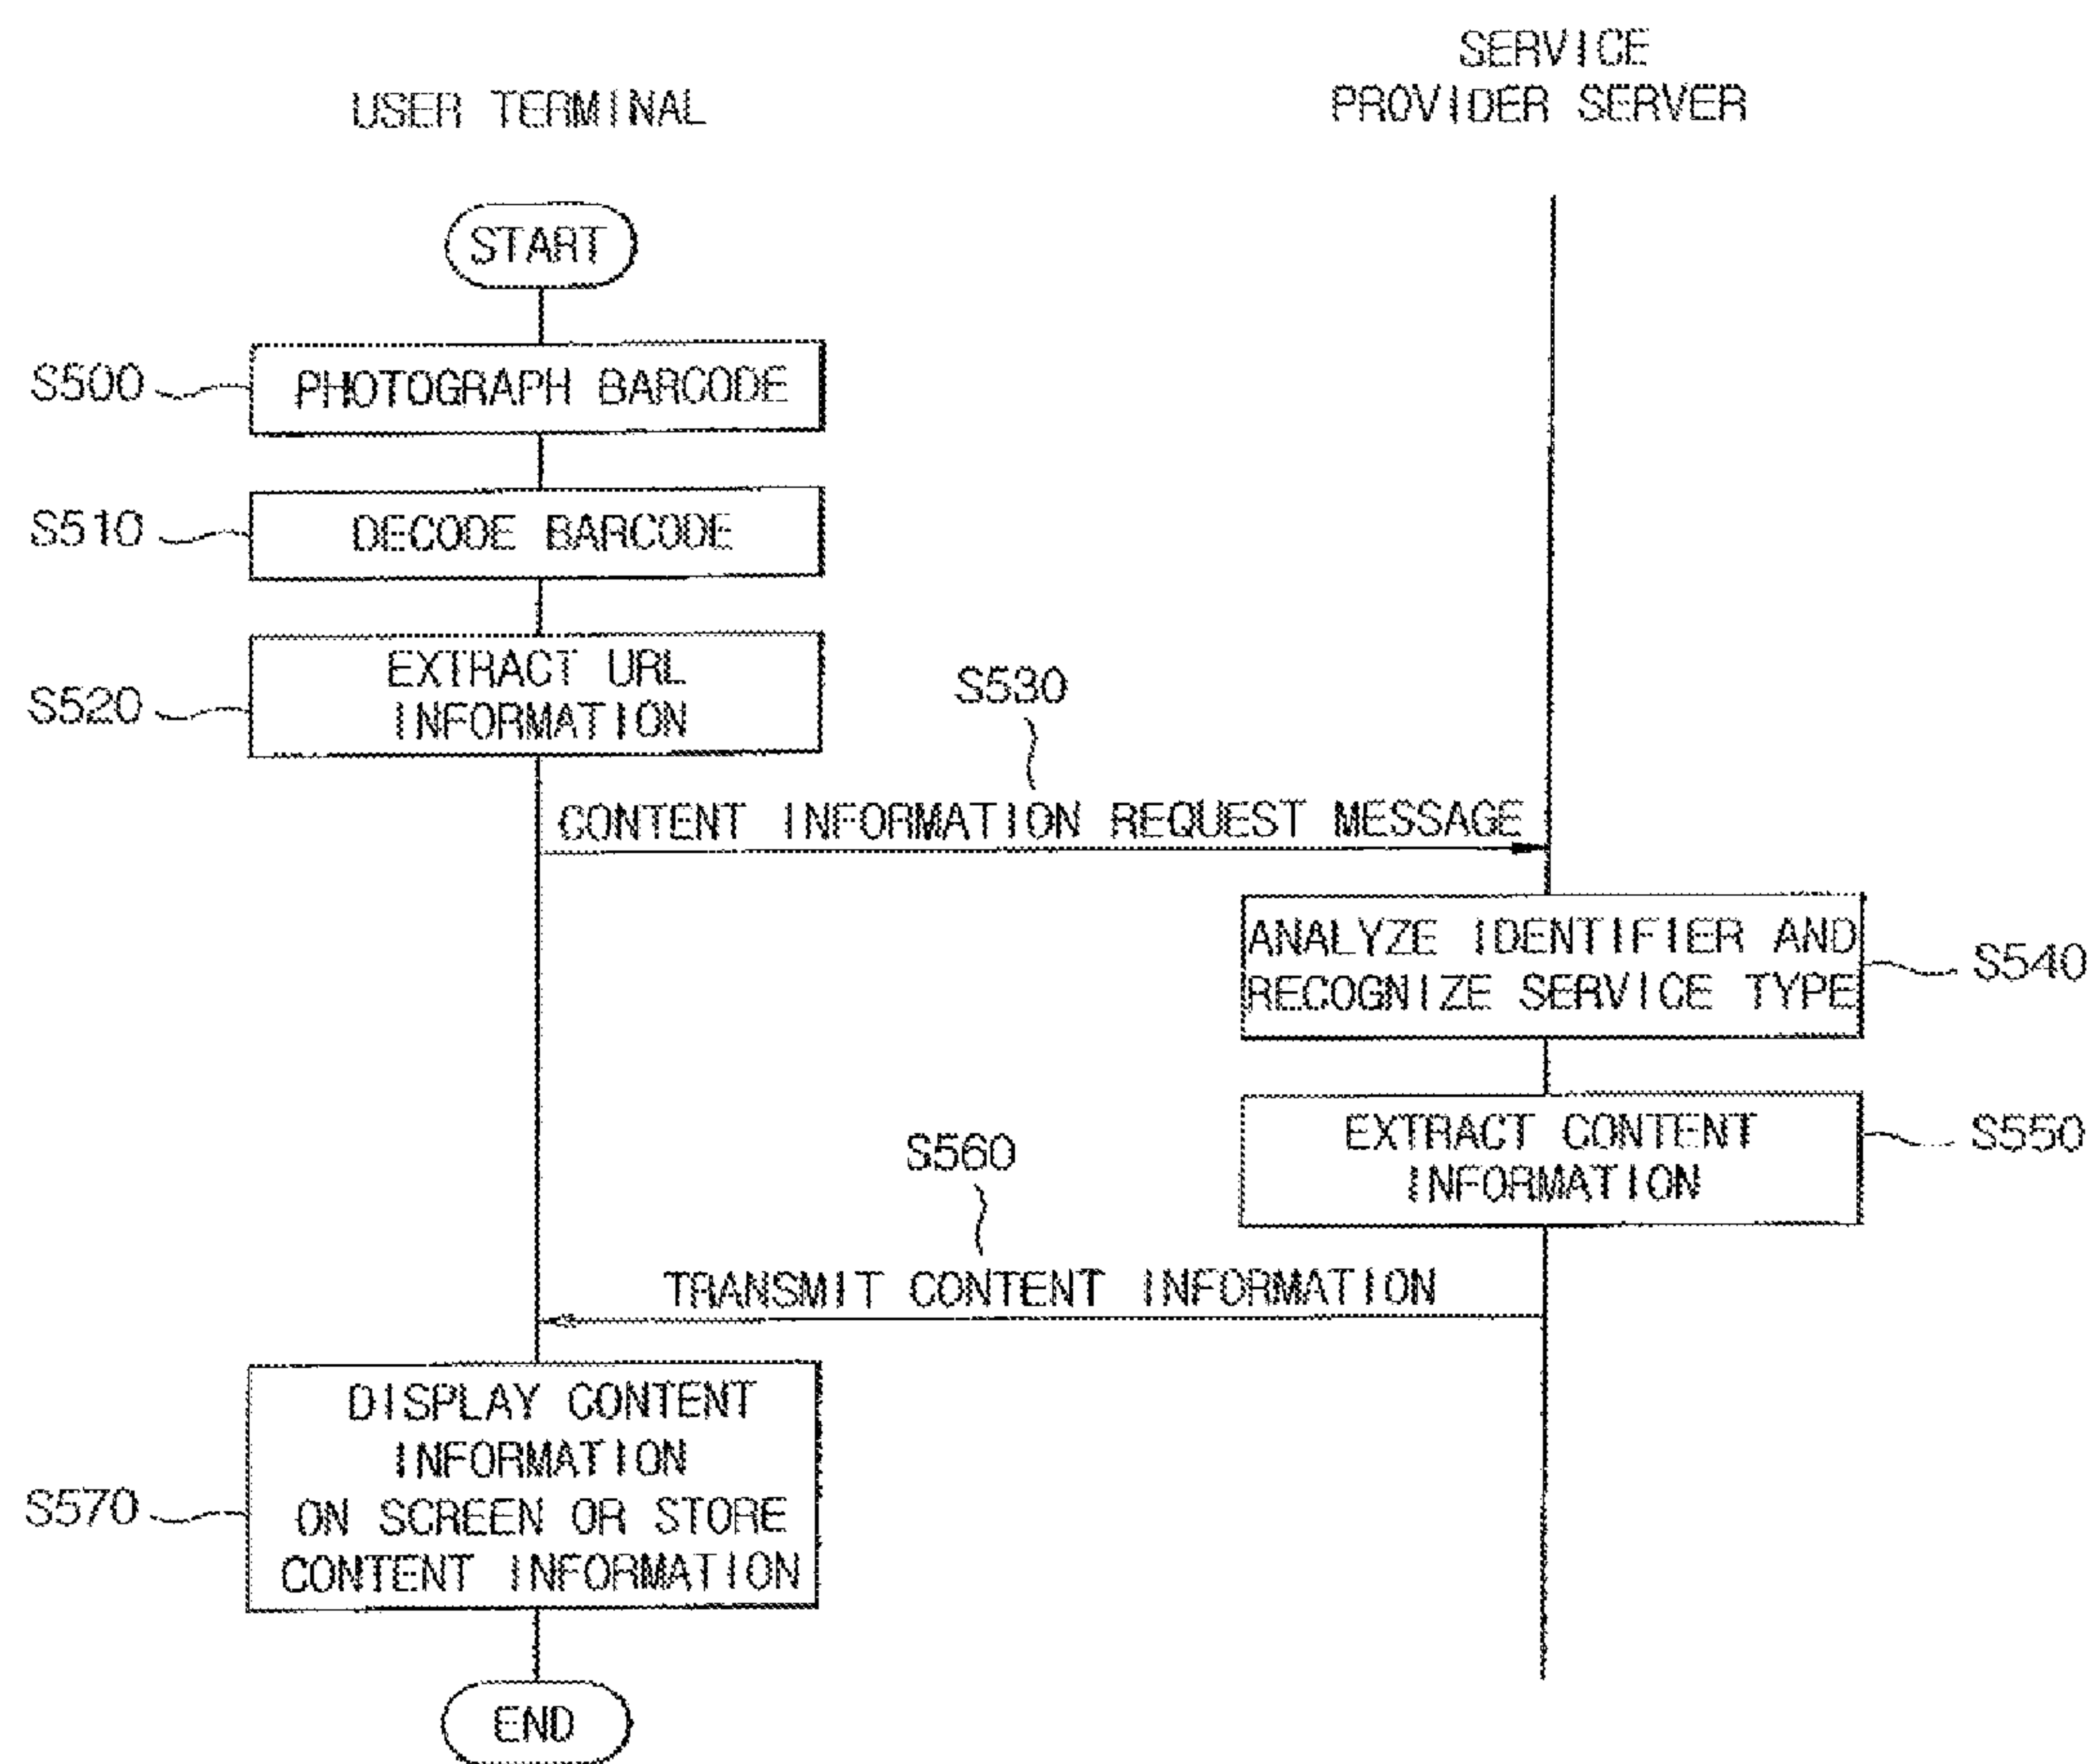 USER TERMINAL
SERVICE
PROVIDER SERVER
START
S500
PHOTOGRAPH BARCODE
S510
DECODE BARCODE
S520
EXTRACT URL
INFORMATION
S530
CONTENT INFORMATION REQUEST MESSAGE
ANALYZE IDENTIFIER AND
RECOGNIZE SERVICE TYPE
S540
EXTRACT CONTENT
INFORMATION
S550
S560
TRANSMIT CONTENT INFORMATION
S570
DISPLAY CONTENT
INFORMATION
ON SCREEN OR STORE
CONTENT INFORMATION
END